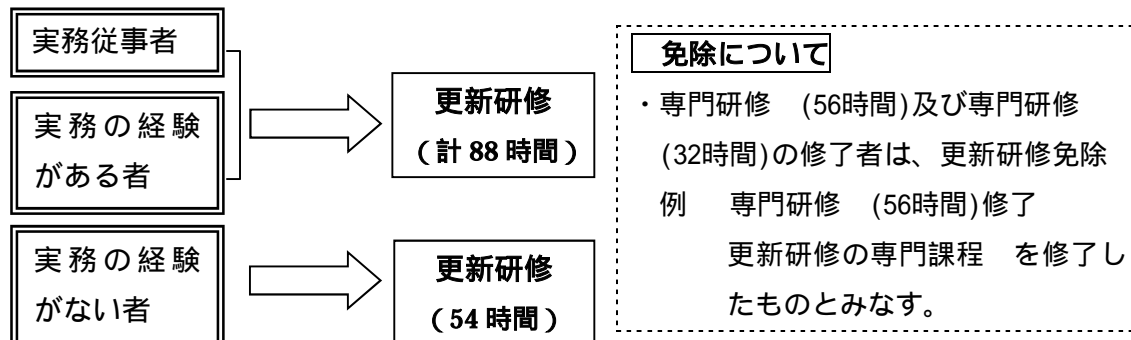 実務従事者
実務の経験
がある者
更新研修
(計 88 時間)
実務の経験
がない者
更新研修
(54 時間)
免除について
・専門研修 (56時間)及び専門研修
(32時間)の修了者は、更新研修免除
例 専門研修 (56時間)修了
更新研修の専門課程 を修了し
たものとみなす。